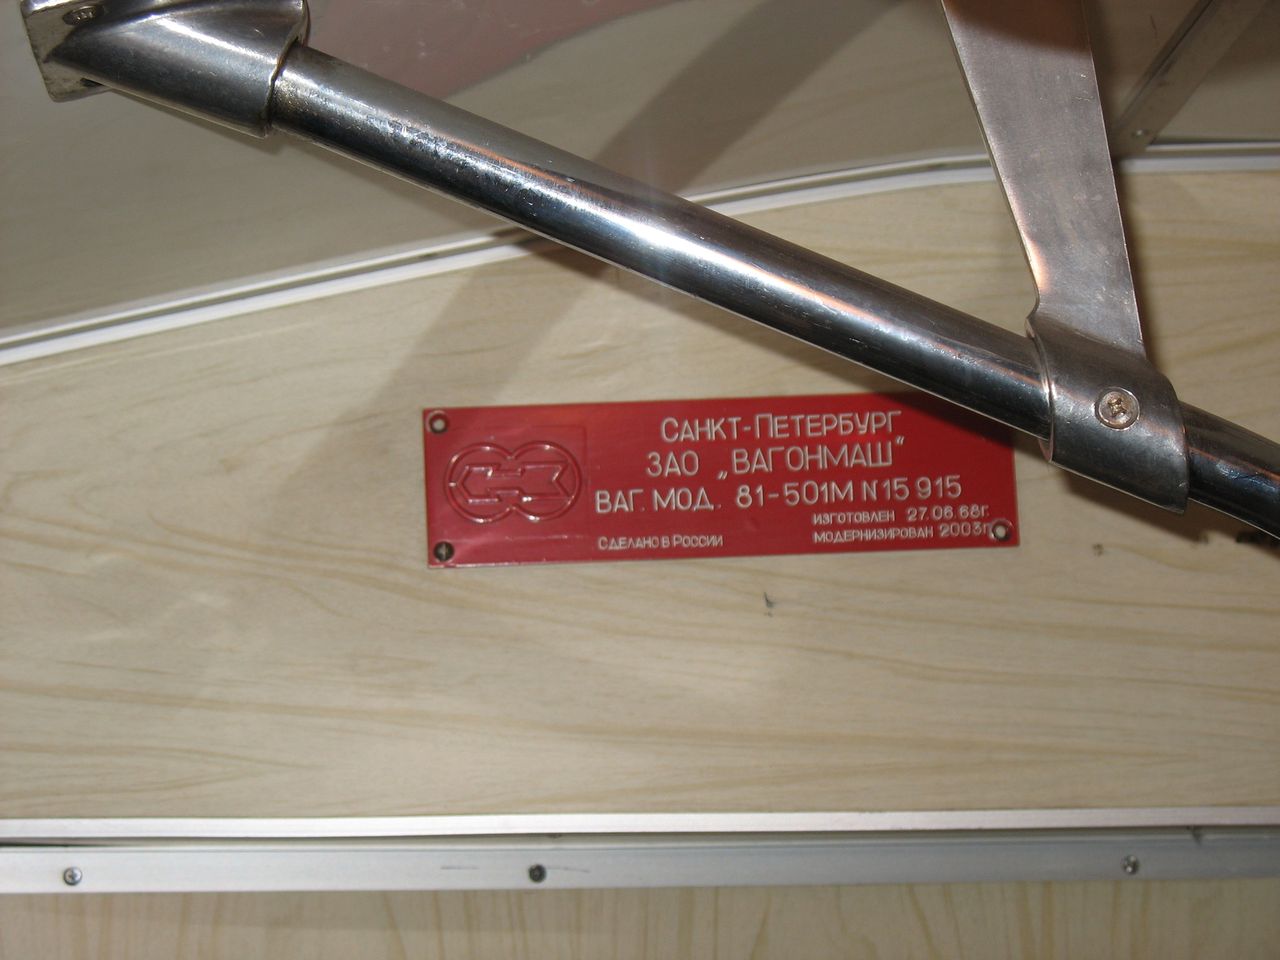 САНКТ-ПЕТЕРБУРГ
ЗАО „ВАГОНМАШ“
ВАГ. МОД. 81-501М N 15 915
ИЗГОТОВЛЕН 27.06.68г.
СДЕЛАНО В РОССИИ МОДЕРНИЗИРОВАН 2003г.